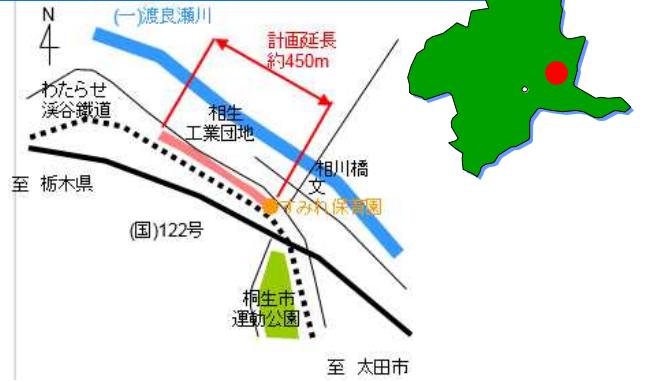 (一)渡良瀬川
N
計画延長
約450m
わたらせ
渓谷鐵道
相生
工業団地
相川橋
文
至 栃木県
すみれ保育園
(国)122号
桐生市
運動公園
至 太田市